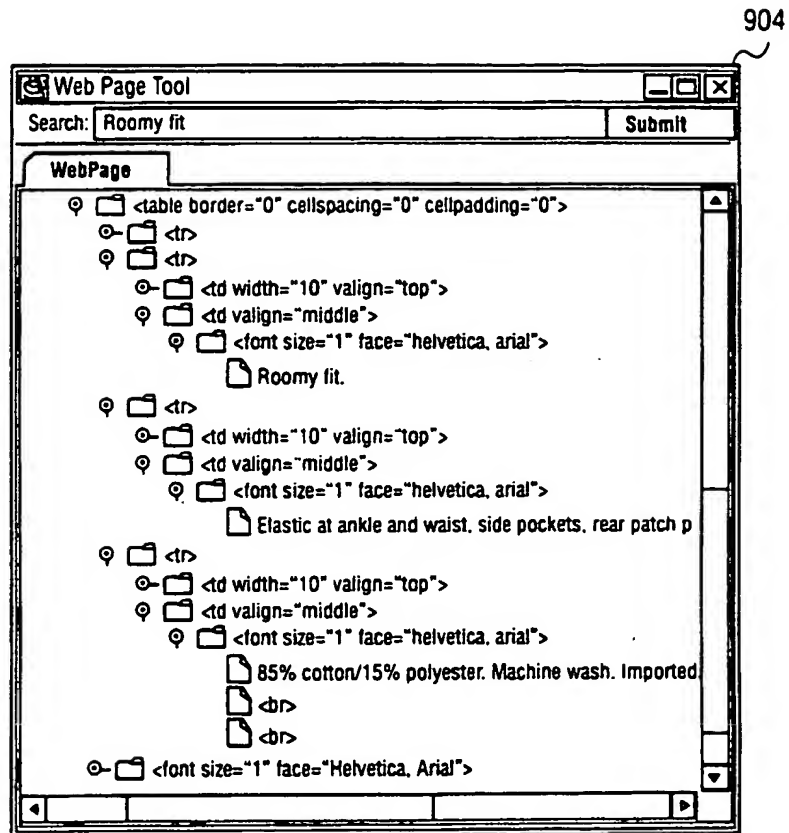 904
Web Page Tool
Search: Roomy fit Submit
WebPage
<table border="0" cellspacing="0" cellpadding="0">
<tr>
<tr>
<td width="10" valign="top">
<td valign="middle">
<font size="1" face="helvetica, arial">
Roomy fit.
<tr>
<td width="10" valign="top">
<td valign="middle">
<font size="1" face="helvetica, arial">
Elastic at ankle and waist, side pockets, rear patch p
<tr>
<td width="10" valign="top">
<td valign="middle">
<font size="1" face="helvetica, arial">
85% cotton/15% polyester. Machine wash. Imported.
<br>
<br>
<font size="1" face="Helvetica, Arial">